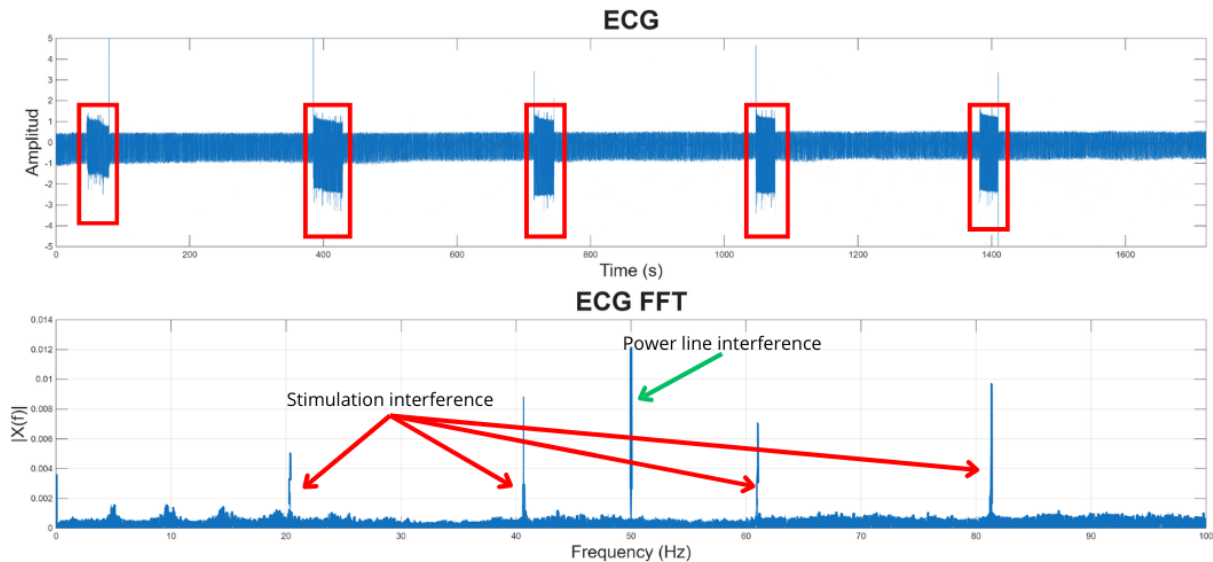 ECG
5
4
3
2
1
0
-1
-2
-3
-4
-5
Amplitud
0 200 400 600 800 1000 1200 1400 1600
Time (s)
ECG FFT
0.014
0.012
0.01
0.008
0.006
0.004
0.002
0
|X(f)|
Power line interference
Stimulation interference
0 10 20 30 40 50 60 70 80 90 100
Frequency (Hz)